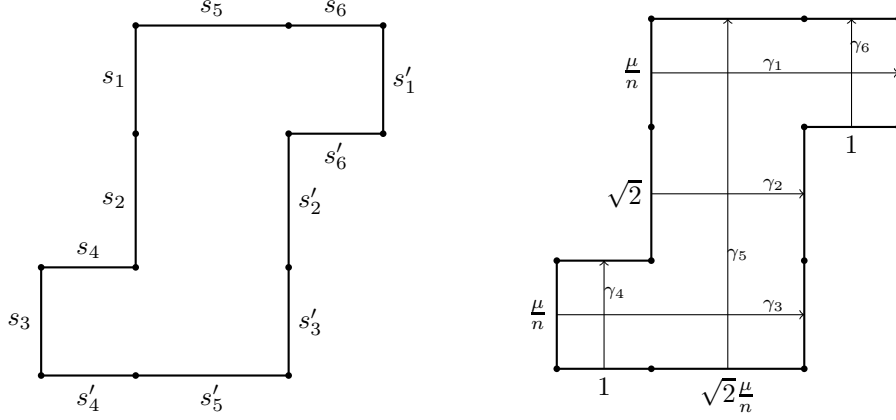 s₅ s₆
s₁ s′₁
s′₆
s₂ s′₂
s₄
s₃ s′₃
s′₄ s′₅
γ₆
μ/n γ₁
1
√2 γ₂
γ₅
γ₄
μ/n γ₃
1 √2 μ/n